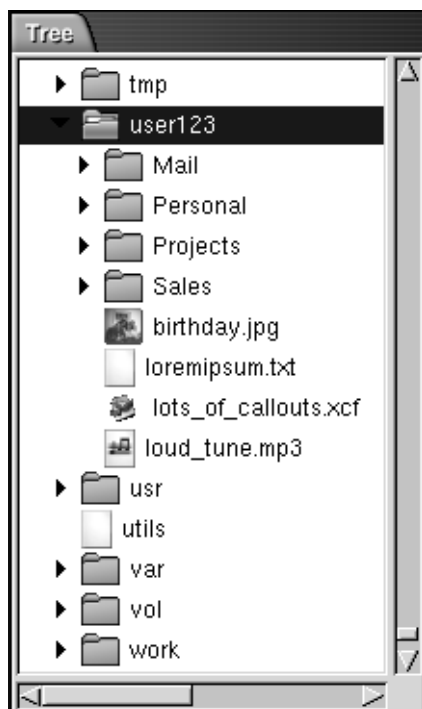 Tree
tmp
user123
Mail
Personal
Projects
Sales
birthday.jpg
loremipsum.txt
lots_of_callouts.xcf
loud_tune.mp3
usr
utils
var
vol
work